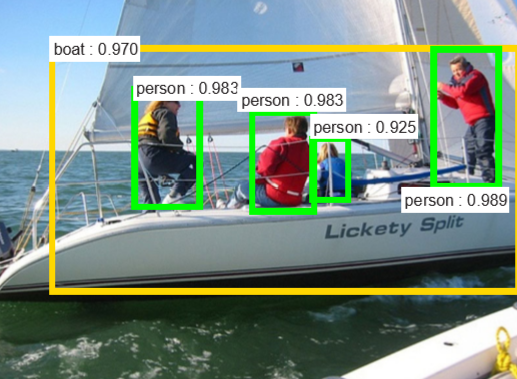 boat : 0.970
person : 0.983
person : 0.983
person : 0.925
person : 0.989
Lickety Split